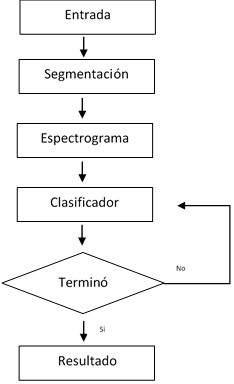 Entrada
Segmentación
Espectrograma
Clasificador
Terminó
No
Si
Resultado